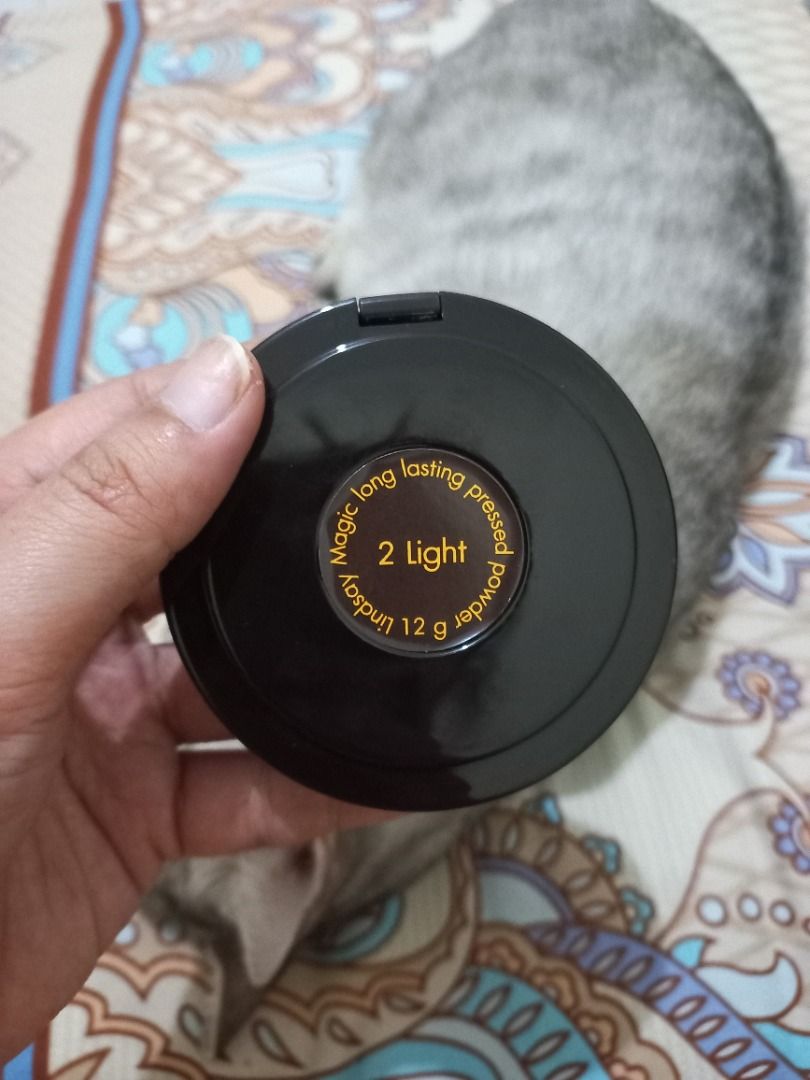 Lindsay Magic long lasting pressed powder 12 g
2 Light